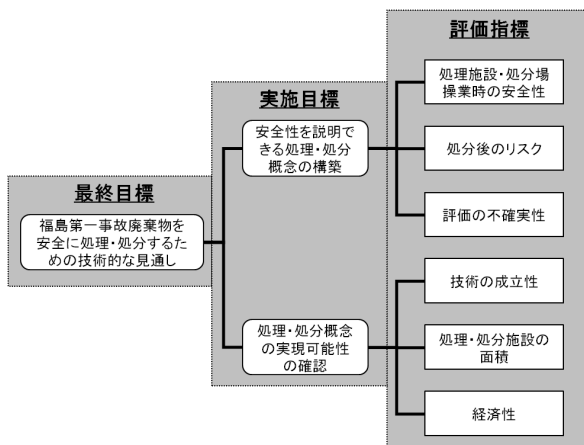 最終目標
福島第一事故廃棄物を
安全に処理・処分するた
めの技術的な見通し
実施目標
安全性を説明で
きる処理・処分
概念の構築
処理・処分概念
の実現可能性
の確認
評価指標
処理施設・処分場
操業時の安全性
処分後のリスク
評価の不確実性
技術の成立性
処理・処分施設の
面積
経済性